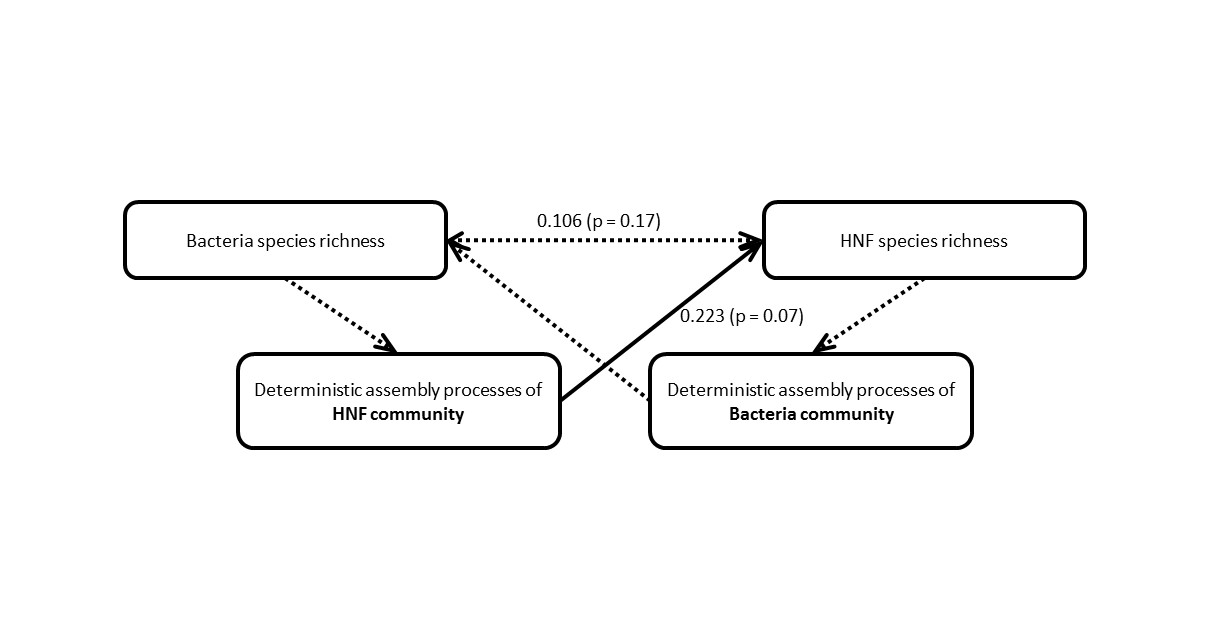 0.106 (p = 0.17)
Bacteria species richness
HNF species richness
0.223 (p = 0.07)
Deterministic assembly processes of
HNF community
Deterministic assembly processes of
Bacteria community